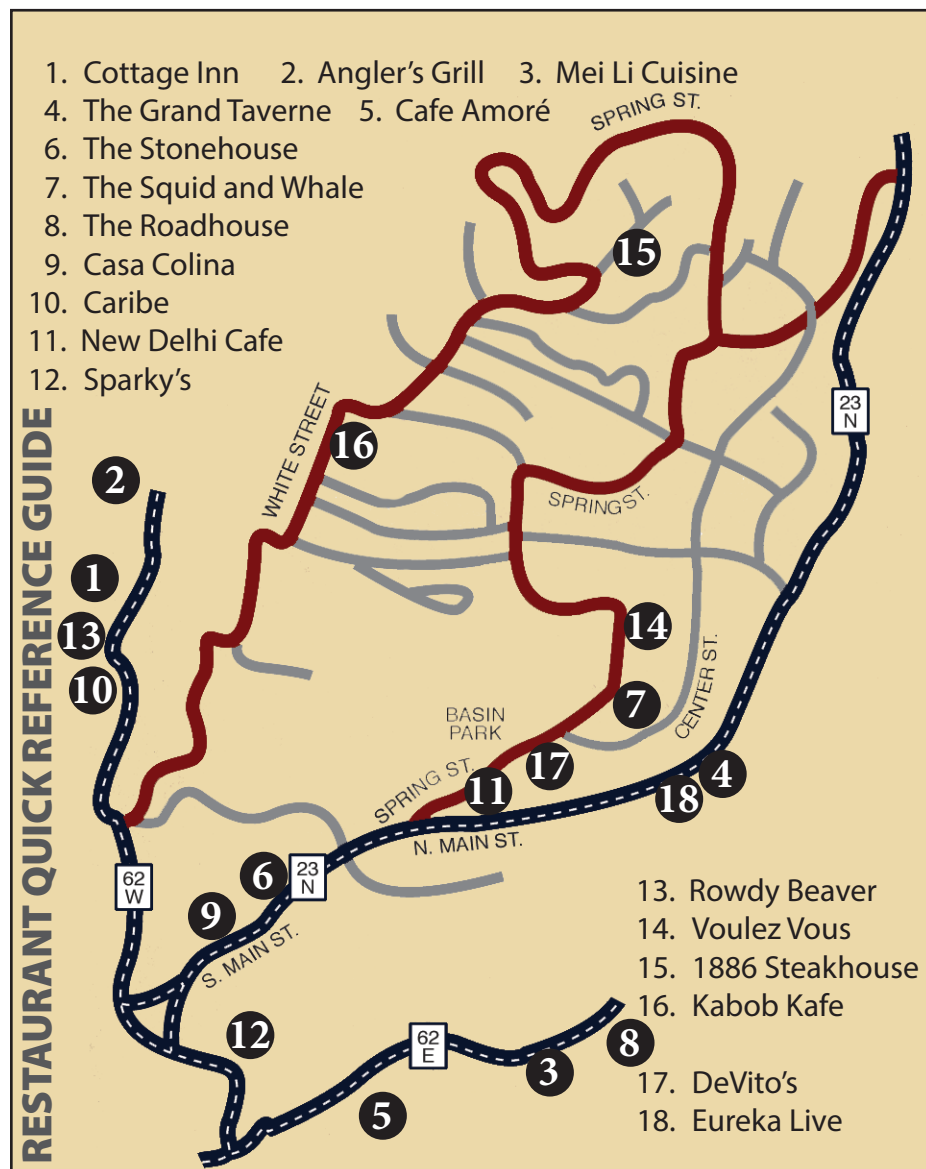 1. Cottage Inn 2. Angler's Grill 3. Mei Li Cuisine
4. The Grand Taverne 5. Cafe Amoré
6. The Stonehouse
7. The Squid and Whale
8. The Roadhouse
9. Casa Colina
10. Caribe
11. New Delhi Cafe
12. Sparky's
RESTAURANT QUICK REFERENCE GUIDE
SPRING ST.
15
23
N
WHITE STREET
16
2
SPRING ST.
1
13
14
10
7
CENTER ST.
BASIN
PARK
17
4
SPRING ST.
11
18
N. MAIN ST.
62
W
6
23
N
9
S. MAIN ST.
12
62
E
3
8
5
13. Rowdy Beaver
14. Voulez Vous
15. 1886 Steakhouse
16. Kabob Kafe
17. DeVito's
18. Eureka Live